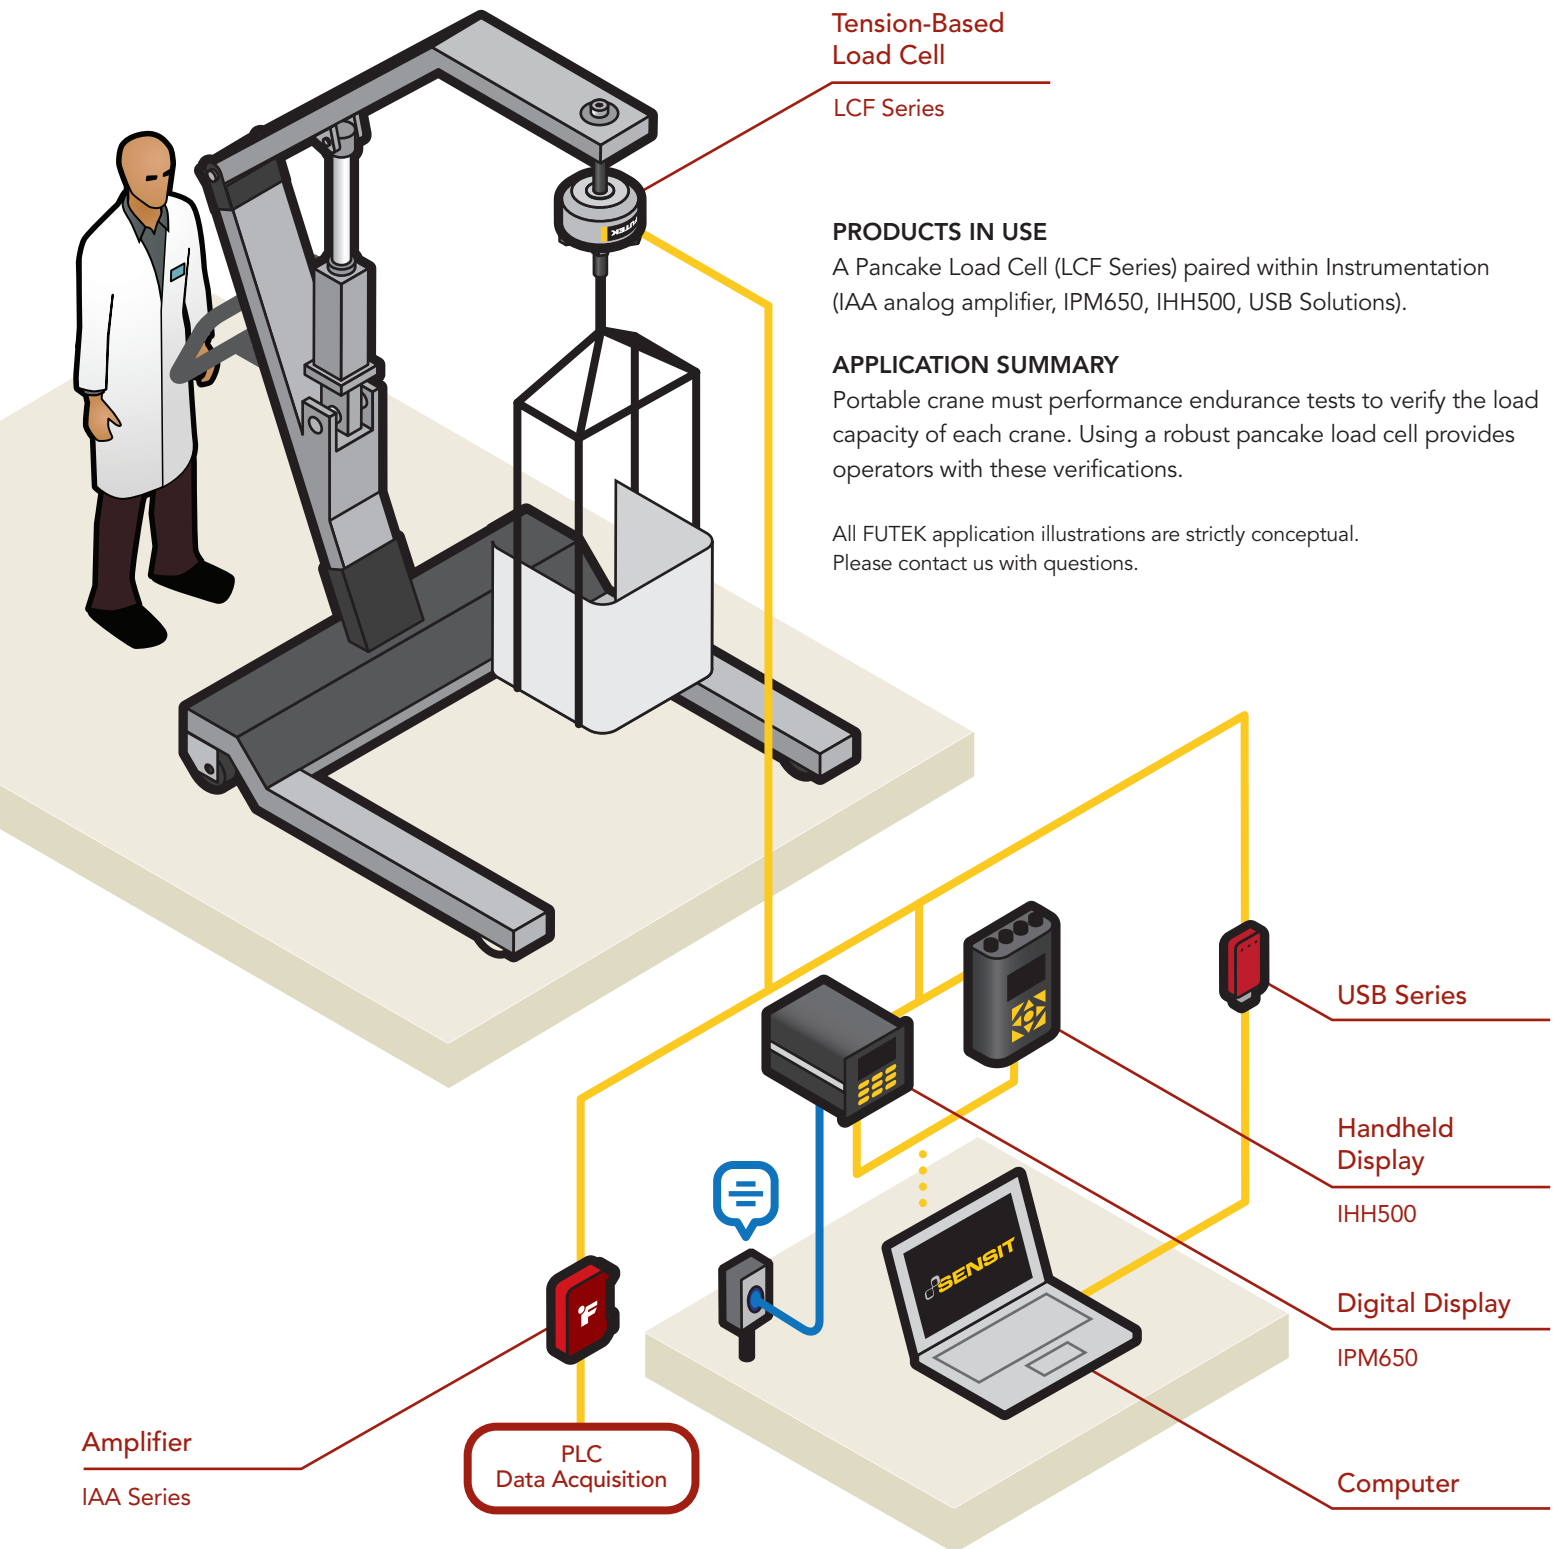 Tension-Based
Load Cell
LCF Series
FUTEK
PRODUCTS IN USE
A Pancake Load Cell (LCF Series) paired within Instrumentation
(IAA analog amplifier, IPM650, IHH500, USB Solutions).
APPLICATION SUMMARY
Portable crane must performance endurance tests to verify the load
capacity of each crane. Using a robust pancake load cell provides
operators with these verifications.
All FUTEK application illustrations are strictly conceptual.
Please contact us with questions.
USB Series
Handheld
Display
IHH500
Digital Display
IPM650
SENSIT
Computer
Amplifier
IAA Series
PLC
Data Acquisition